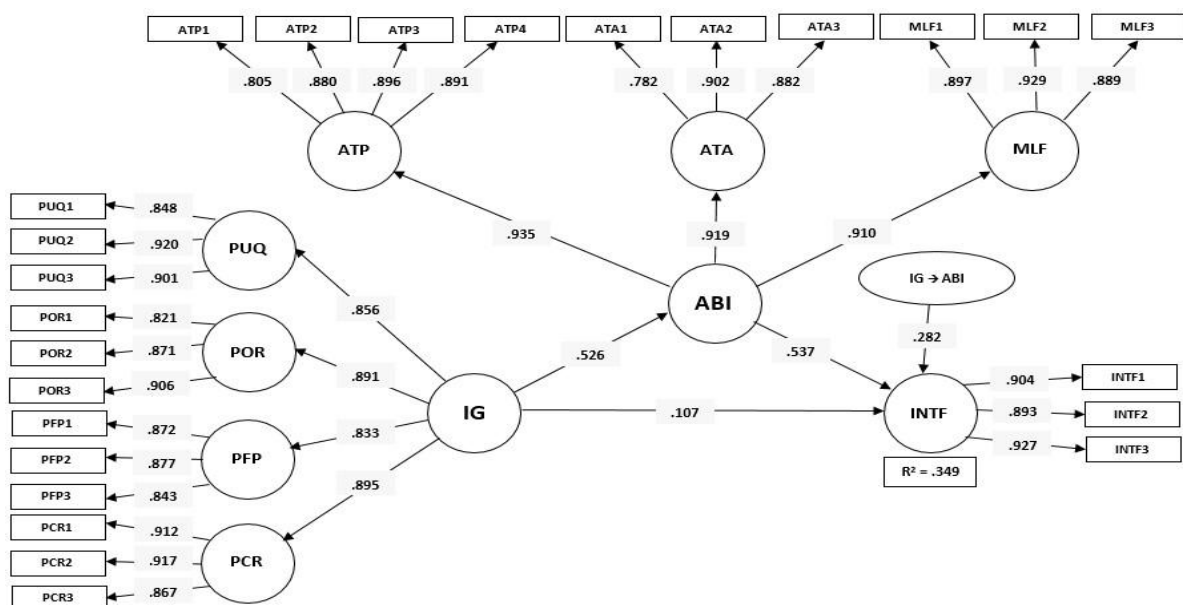 ATP1
ATP2
ATP3
ATP4
ATA1
ATA2
ATA3
MLF1
MLF2
MLF3
.805
.880
.896
.891
.782
.902
.882
.897
.929
.889
ATP
ATA
MLF
PUQ1
PUQ2
PUQ3
.848
.920
.901
PUQ
.935
.919
.910
POR1
POR2
POR3
.821
.871
.906
POR
.856
.891
ABI
IG → ABI
.526
.537
.282
PFP1
PFP2
PFP3
.872
.877
.843
PFP
.833
IG
.107
INTF
.904
.893
.927
INTF1
INTF2
INTF3
R² = .349
PCR1
PCR2
PCR3
.912
.917
.867
PCR
.895